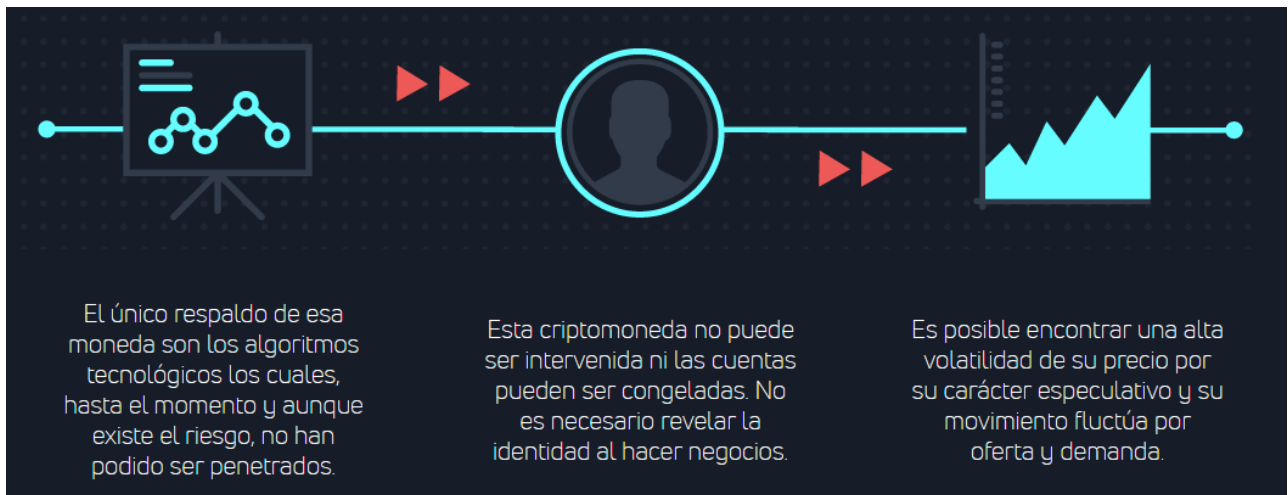 El único respaldo de esa
moneda son los algoritmos
tecnológicos los cuales,
hasta el momento y aunque
existe el riesgo, no han
podido ser penetrados.
Esta criptomoneda no puede
ser intervenida ni las cuentas
pueden ser congeladas. No
es necesario revelar la
identidad al hacer negocios.
Es posible encontrar una alta
volatilidad de su precio por
su carácter especulativo y su
movimiento fluctúa por
oferta y demanda.